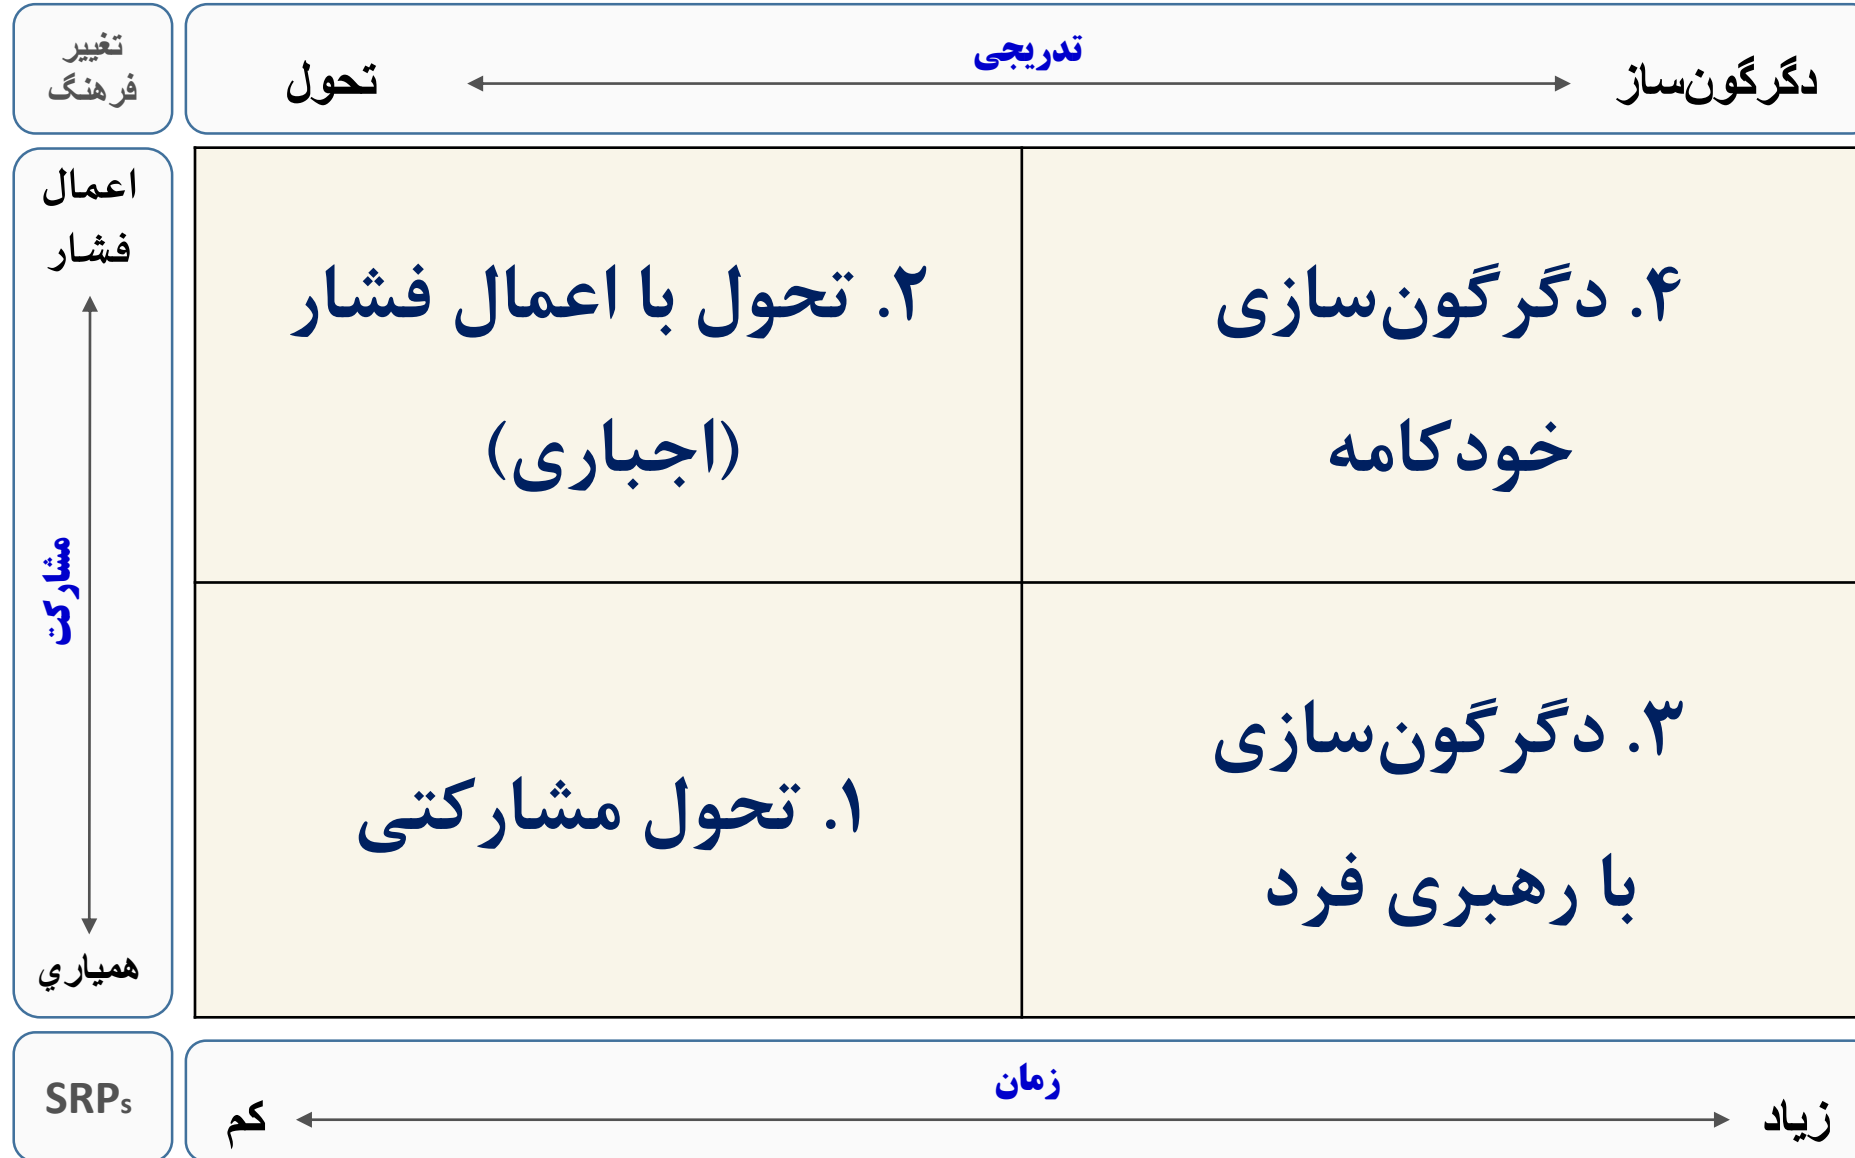 تغییر
فرهنگ
تدریجی
دگرگون‌ساز
تحول
اعمال
فشار
مشارکت
همیاري
۴. دگرگون‌سازی
خودکامه
۲. تحول با اعمال فشار
(اجباری)
۳. دگرگون‌سازی
با رهبری فرد
۱. تحول مشارکتی
SRPs
زمان
زیاد
کم